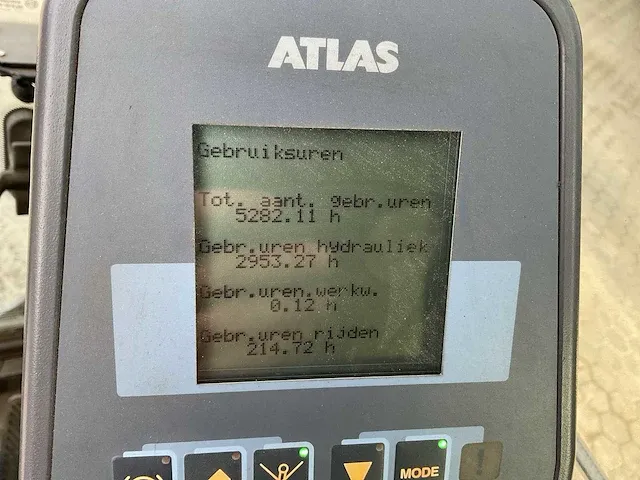 ATLAS
Gebruiksuren
Tot. aant. gebr.uren
5282.11 h
Gebr.uren hydrauliek
2953.27 h
Gebr.uren.werkw.
0.12 h
Gebr.uren rijden
214.72 h
MODE